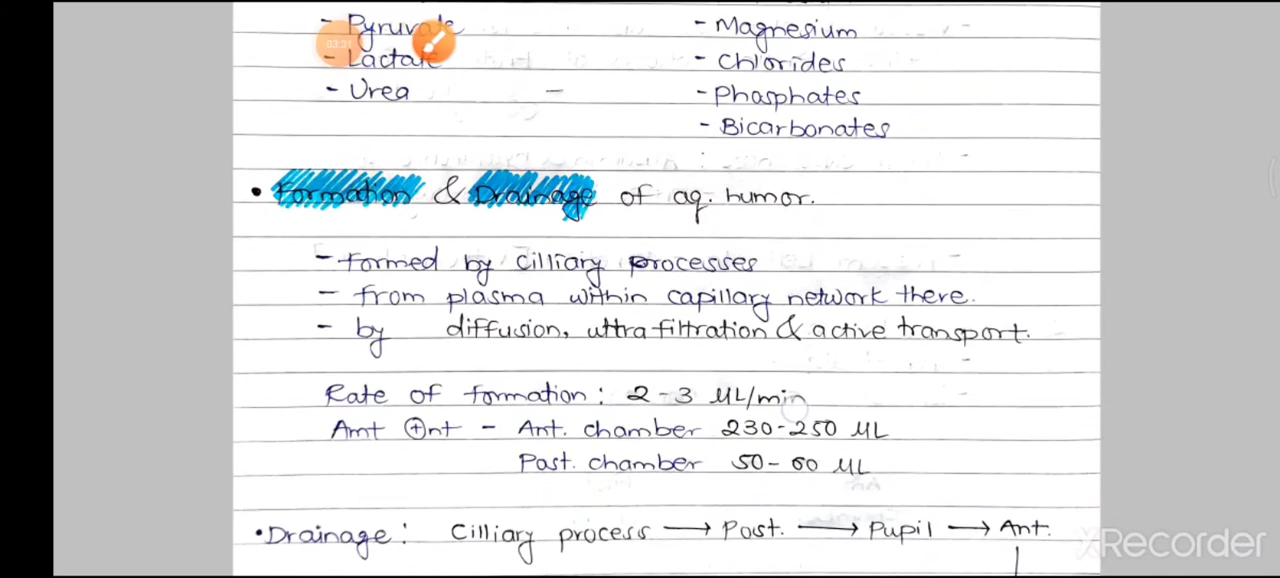 - Pyruvate
- Lactate
- Urea -
- Magnesium
- Chlorides
- Phosphates
- Bicarbonates
03:21
• Formation & Drainage of aq. humor.
- formed by cilliary processes
- from plasma within capillary network there.
- by diffusion, ultrafiltration & active transport.
Rate of formation : 2-3 µL/min
Amt ⊕nt - Ant. chamber 230-250 µL
Post. chamber 50-60 µL
• Drainage : Cilliary process → Post. → Pupil → Ant.
XRecorder